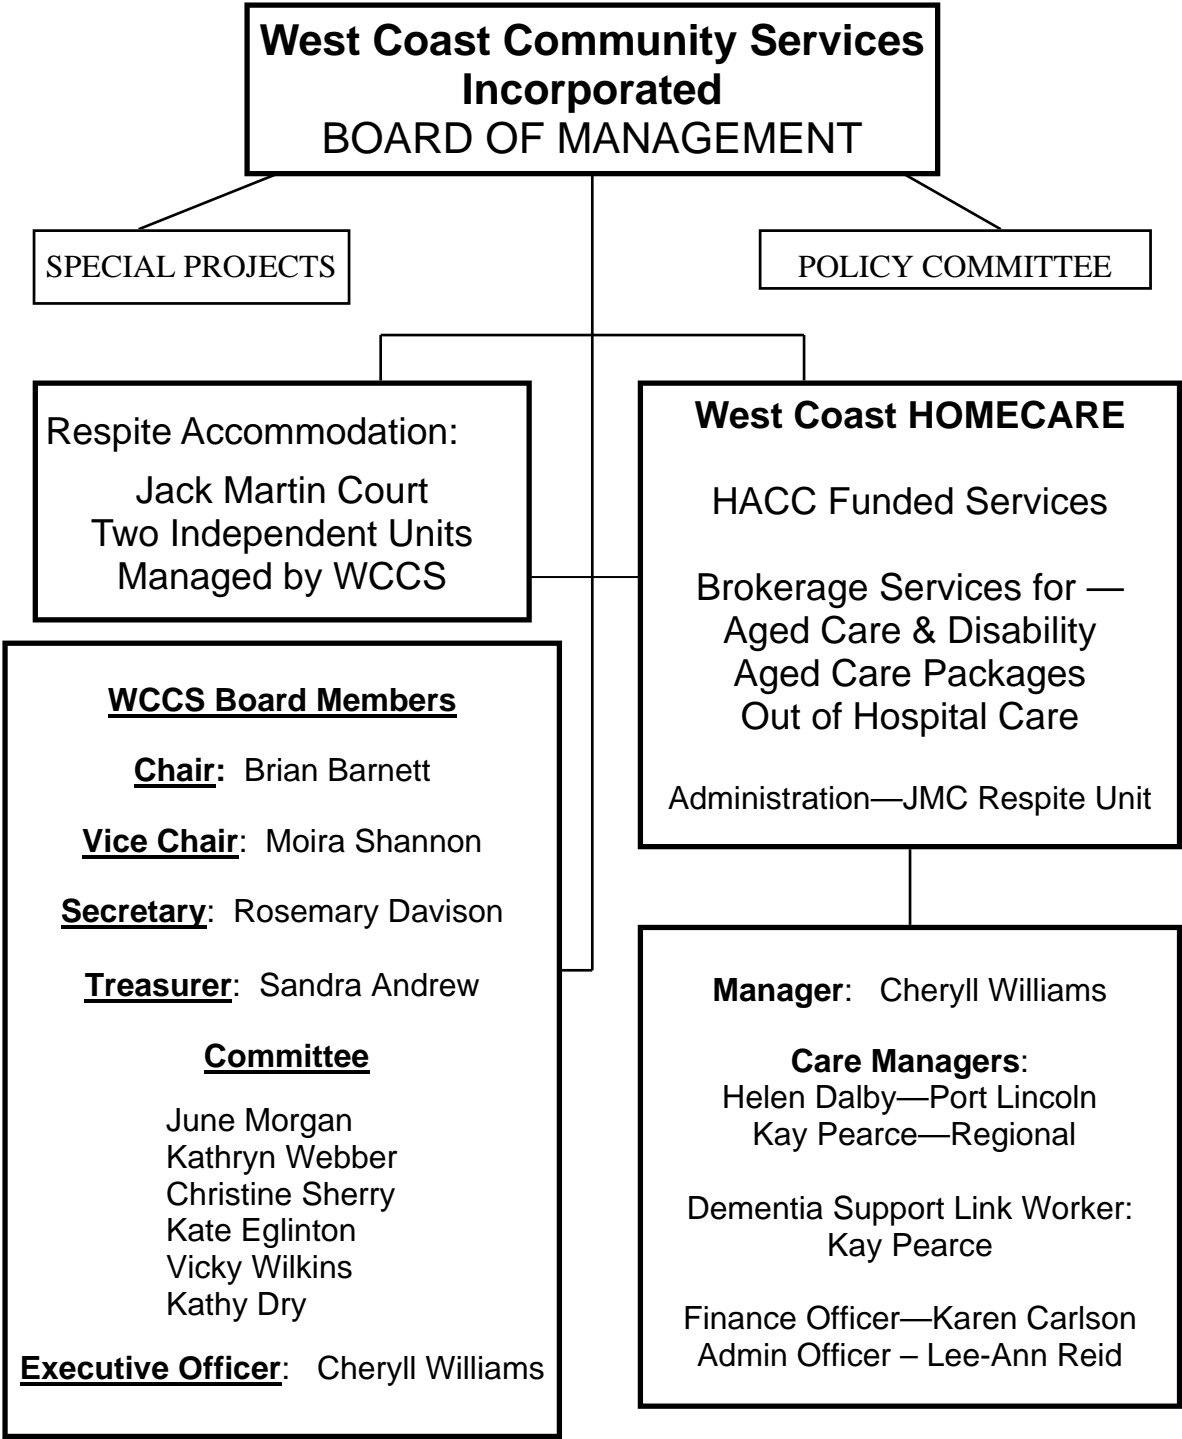 West Coast Community Services
Incorporated
BOARD OF MANAGEMENT
SPECIAL PROJECTS
POLICY COMMITTEE
Respite Accommodation:
Jack Martin Court
Two Independent Units
Managed by WCCS
West Coast HOMECARE
HACC Funded Services
Brokerage Services for —
Aged Care & Disability
Aged Care Packages
Out of Hospital Care
Administration—JMC Respite Unit
WCCS Board Members
Chair: Brian Barnett
Vice Chair: Moira Shannon
Secretary: Rosemary Davison
Treasurer: Sandra Andrew
Committee
June Morgan
Kathryn Webber
Christine Sherry
Kate Eglinton
Vicky Wilkins
Kathy Dry
Executive Officer: Cheryll Williams
Manager: Cheryll Williams
Care Managers:
Helen Dalby—Port Lincoln
Kay Pearce—Regional
Dementia Support Link Worker:
Kay Pearce
Finance Officer—Karen Carlson
Admin Officer – Lee-Ann Reid